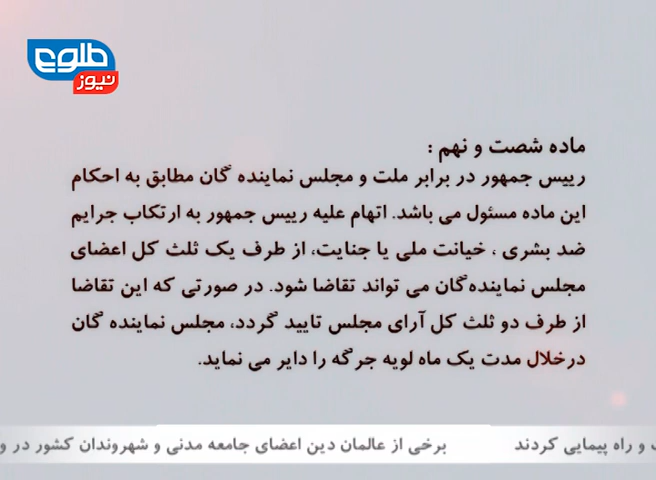 طلوع
نیوز
ماده شصت و نهم :
رییس جمهور در برابر ملت و مجلس نماینده گان مطابق به احکام
این ماده مسئول می باشد. اتهام علیه رییس جمهور به ارتکاب جرایم
ضد بشری ، خیانت ملی یا جنایت، از طرف یک ثلث کل اعضای
مجلس نماینده‌گان می تواند تقاضا شود. در صورتی که این تقاضا
از طرف دو ثلث کل آرای مجلس تایید گردد، مجلس نماینده گان
درخلال مدت یک ماه لویه جرگه را دایر می نماید.
و راه پیمایی کردند برخی از عالمان دین اعضای جامعه مدنی و شهروندان کشور در